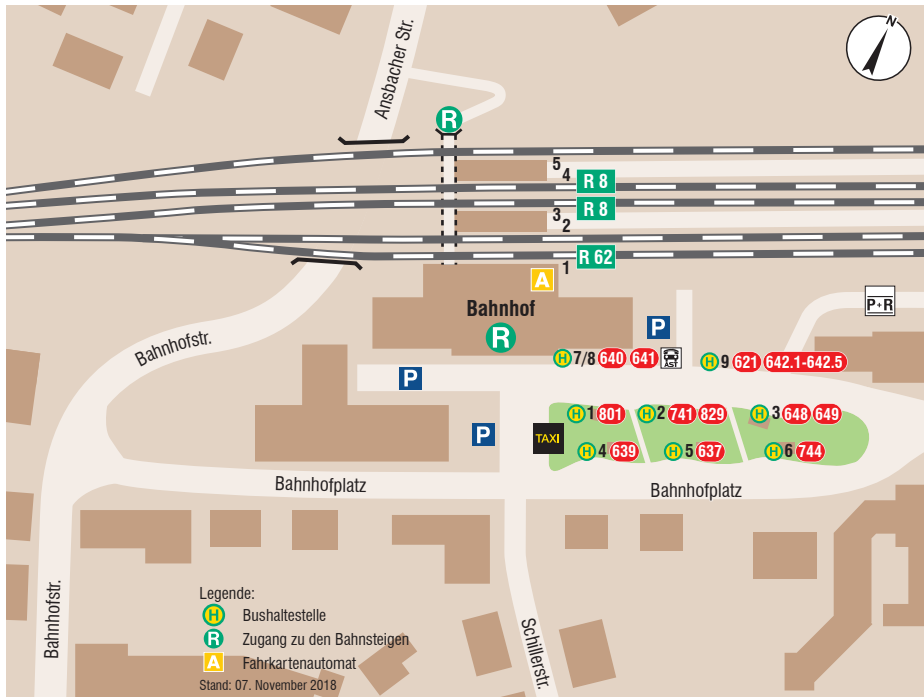 N
Ansbacher Str.
R
5
4
R 8
R 8
3
2
R 62
1
A
Bahnhof
R
P+R
P
Bahnhofstr.
H 7/8 640 641
AST
H 9 621 642.1-642.5
P
H 1 801
H 2 741 829
H 3 648 649
P
TAXI
H 4 639
H 5 637
H 6 744
Bahnhofplatz
Bahnhofplatz
Bahnhofstr.
Schillerstr.
Legende:
H Bushaltestelle
R Zugang zu den Bahnsteigen
A Fahrkartenautomat
Stand: 07. November 2018